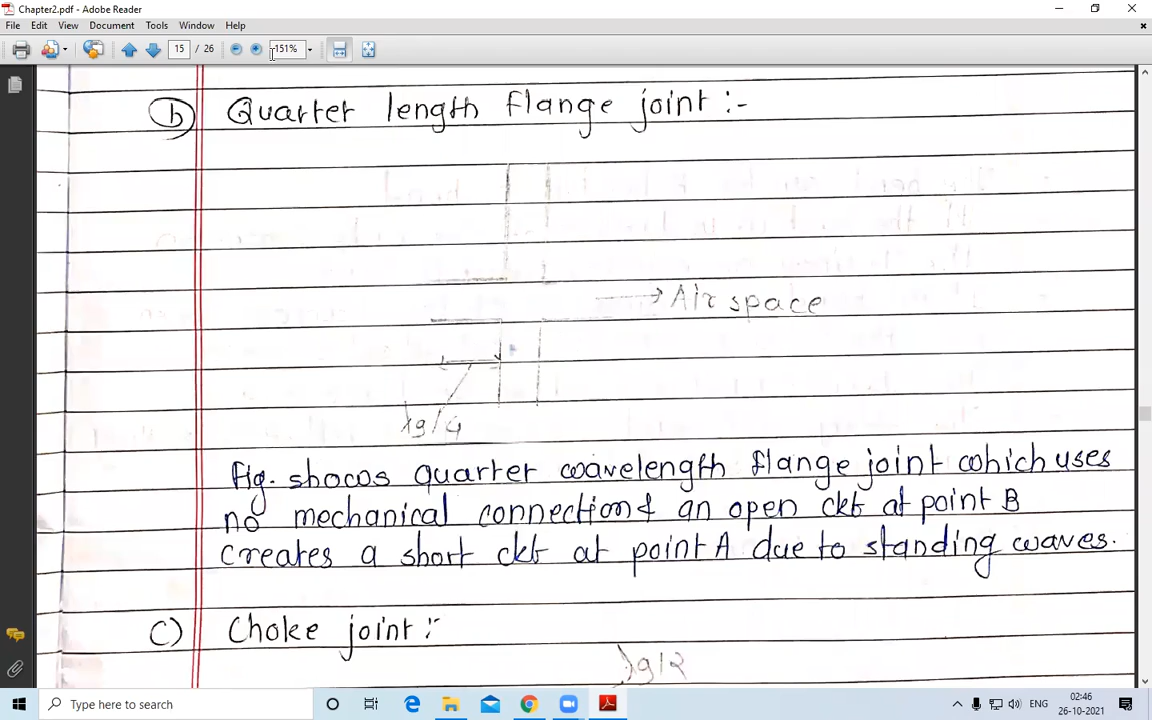 Chapter2.pdf - Adobe Reader
File Edit View Document Tools Window Help
15 / 26 151%
b) Quarter length flange joint :-
Air space
λg/4
fig. shows quarter wavelength flange joint which uses
no mechanical connection & an open ckt at point B
creates a short ckt at point A due to standing waves.
c) Choke joint :-
λg/2
Type here to search
ENG
02:46
26-10-2021